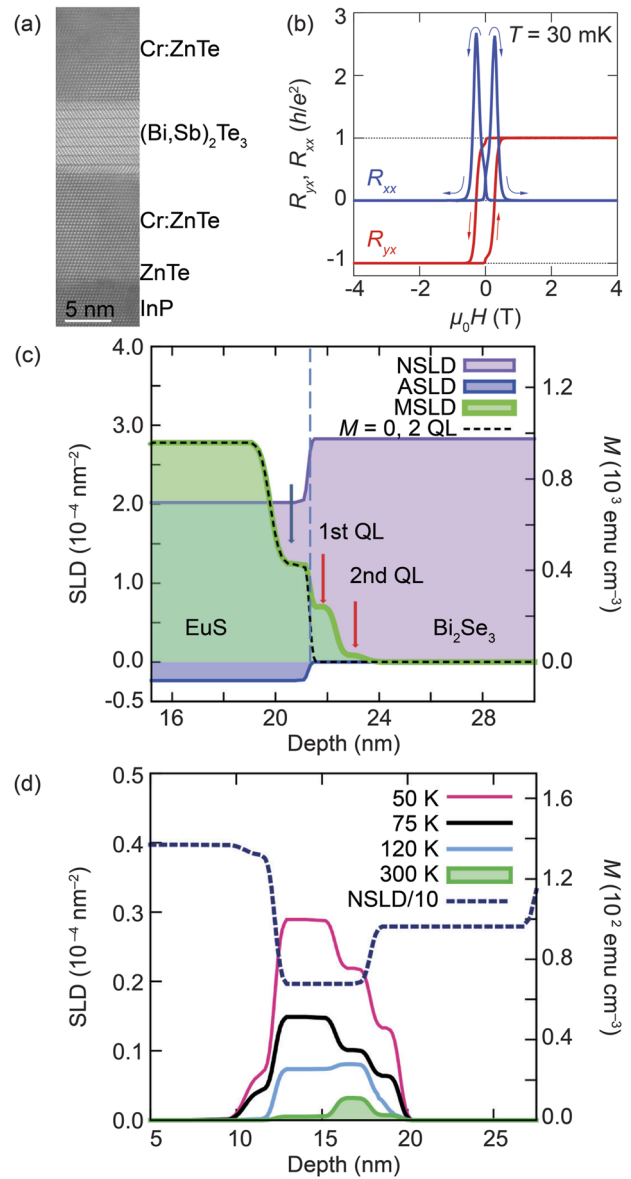 (a)
Cr:ZnTe
(Bi,Sb)2Te3
Cr:ZnTe
ZnTe
InP
5 nm
(b)
T = 30 mK
Ryx, Rxx (h/e2)
3
2
1
0
-1
Rxx
Ryx
-4 -2 0 2 4
μ0H (T)
(c)
4.0
3.0
2.0
1.0
0.0
-0.5
SLD (10–4 nm–2)
NSLD
ASLD
MSLD
M = 0, 2 QL
1st QL
2nd QL
EuS
Bi2Se3
1.2
0.8
0.4
0.0
M (103 emu cm–3)
16 20 24 28
Depth (nm)
(d)
0.5
0.4
0.3
0.2
0.1
0.0
SLD (10–4 nm–2)
50 K
75 K
120 K
300 K
NSLD/10
1.6
1.2
0.8
0.4
0.0
M (102 emu cm–3)
5 10 15 20 25
Depth (nm)